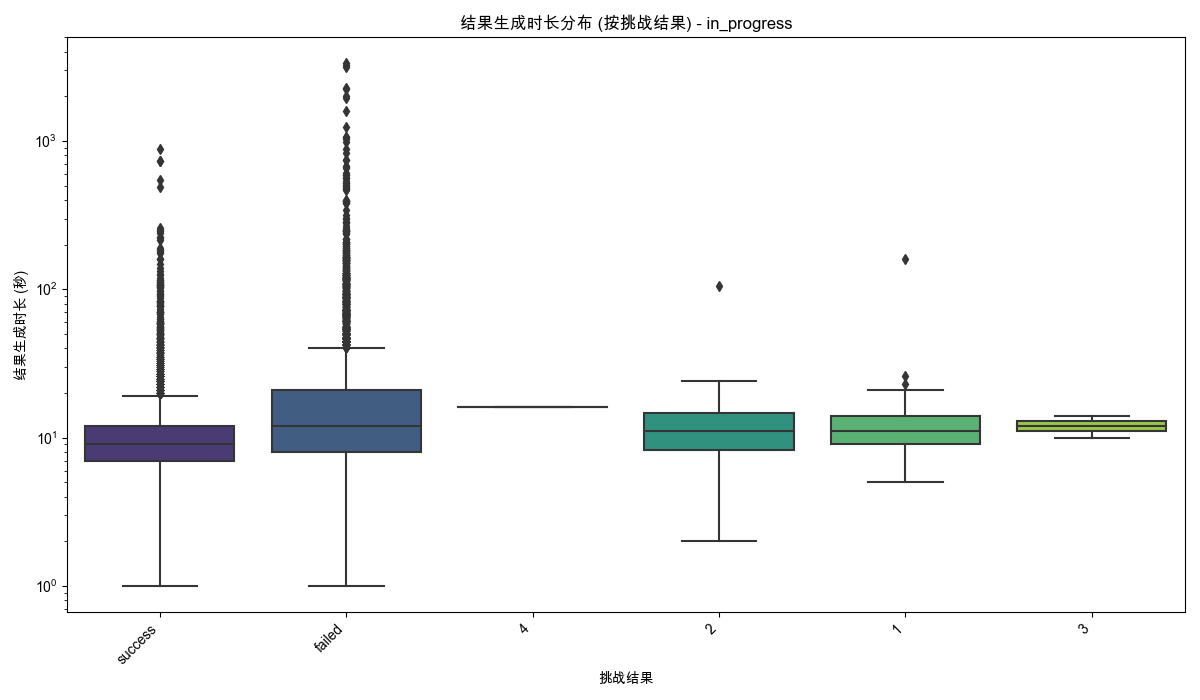 结果生成时长分布 (按挑战结果) - in_progress
结果生成时长 (秒)
10³
10²
10¹
10⁰
success
failed
4
2
1
3
挑战结果